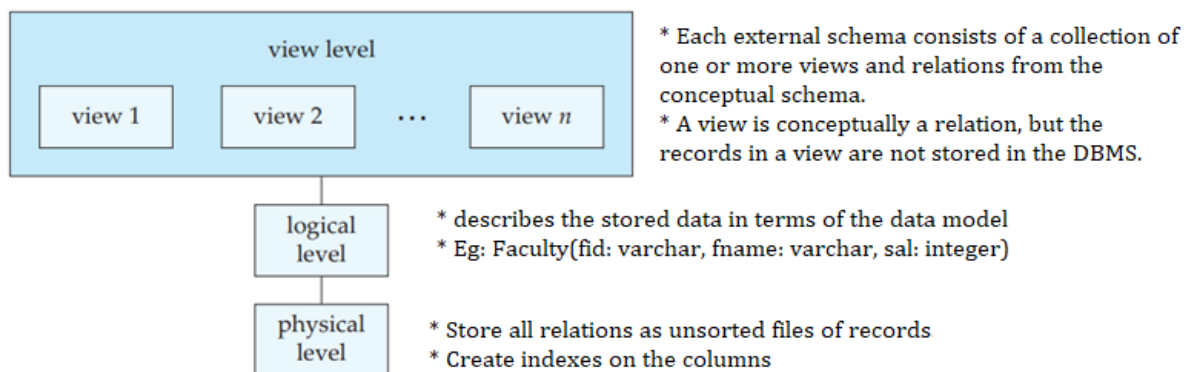 view level
view 1
view 2
...
view n
* Each external schema consists of a collection of
one or more views and relations from the
conceptual schema.
* A view is conceptually a relation, but the
records in a view are not stored in the DBMS.
logical
level
* describes the stored data in terms of the data model
* Eg: Faculty(fid: varchar, fname: varchar, sal: integer)
physical
level
* Store all relations as unsorted files of records
* Create indexes on the columns